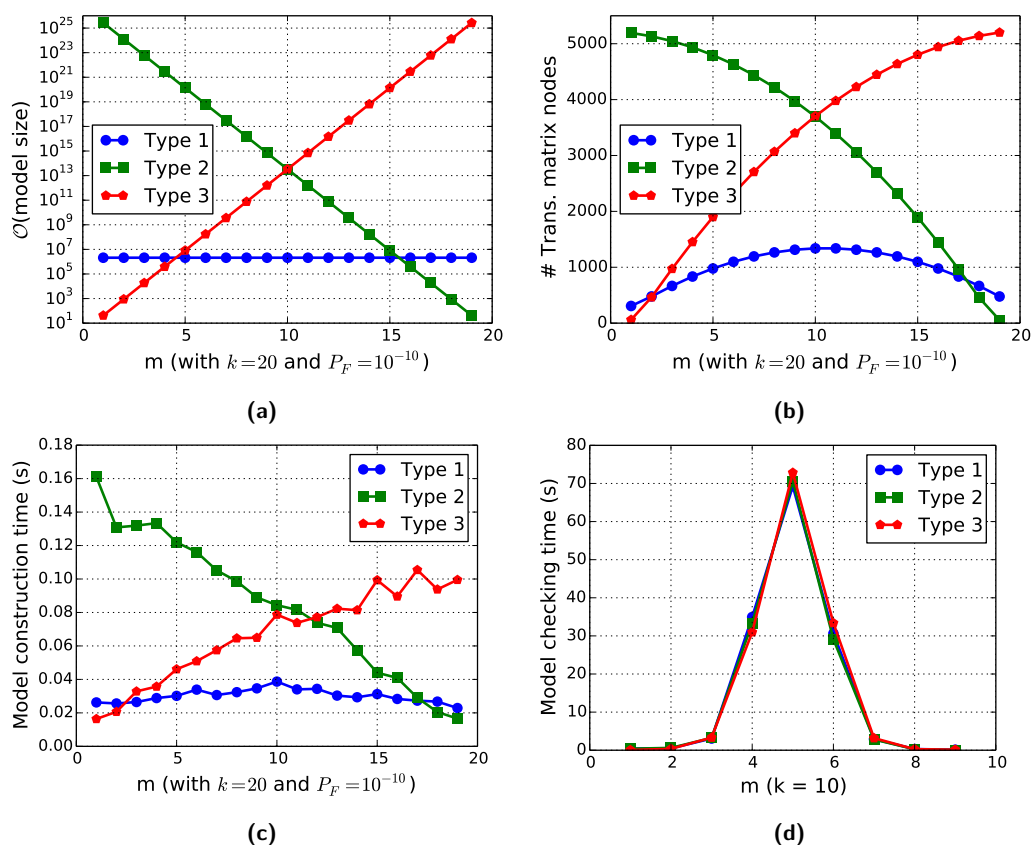 10^25
10^23
10^21
10^19
10^17
10^15
10^13
10^11
10^9
10^7
10^6
10^5
10^3
10^1
O(model size)
Type 1
Type 2
Type 3
0 5 10 15 20
m (with k=20 and P_F=10^{-10})
(a)
5000
4000
3000
2000
1000
0
# Trans. matrix nodes
Type 1
Type 2
Type 3
0 5 10 15 20
m (with k=20 and P_F=10^{-10})
(b)
0.18
0.16
0.14
0.12
0.10
0.08
0.06
0.04
0.02
0.00
Model construction time (s)
Type 1
Type 2
Type 3
0 5 10 15 20
m (with k=20 and P_F=10^{-10})
(c)
80
70
60
50
40
30
20
10
0
Model checking time (s)
Type 1
Type 2
Type 3
0 2 4 6 8 10
m (k = 10)
(d)